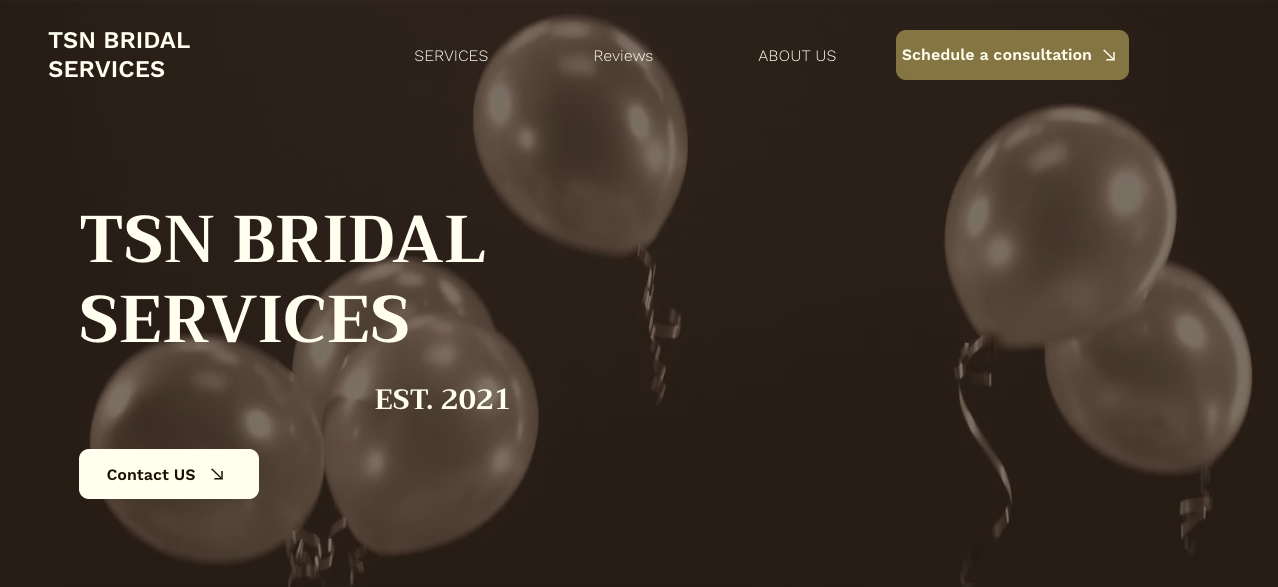 TSN BRIDAL
SERVICES
SERVICES
Reviews
ABOUT US
Schedule a consultation
TSN BRIDAL
SERVICES
EST. 2021
Contact US